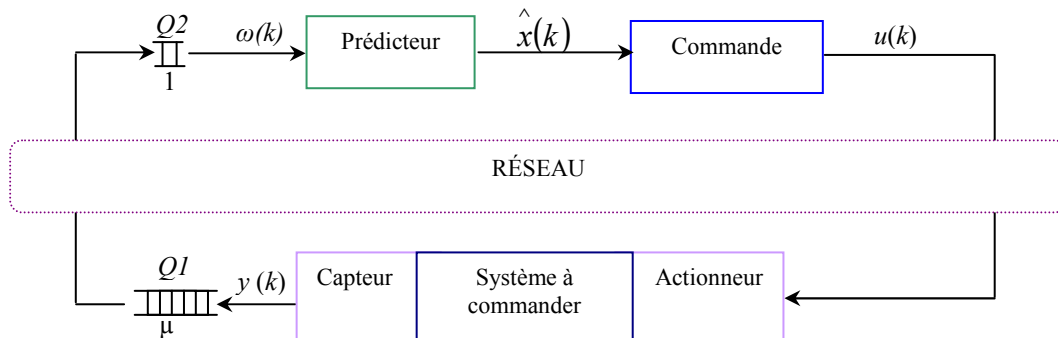 Q2
ω(k)
Prédicteur
x̂(k)
Commande
u(k)
1
RÉSEAU
Q1
y (k)
Capteur
Système à
commander
Actionneur
μ